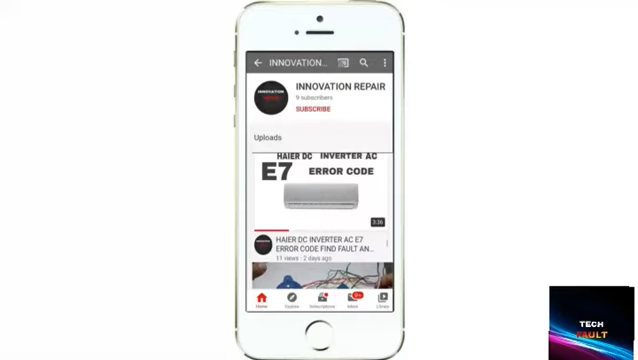 INNOVATION...
INNOVATION REPAIR
9 subscribers
SUBSCRIBE
Uploads
HAIER DC INVERTER AC
E7 ERROR CODE
3:36
HAIER DC INVERTER AC E7
ERROR CODE FIND FAULT AN...
11 views · 2 days ago
Home Explore Subscriptions Inbox Library
9+
TECH
FAULT